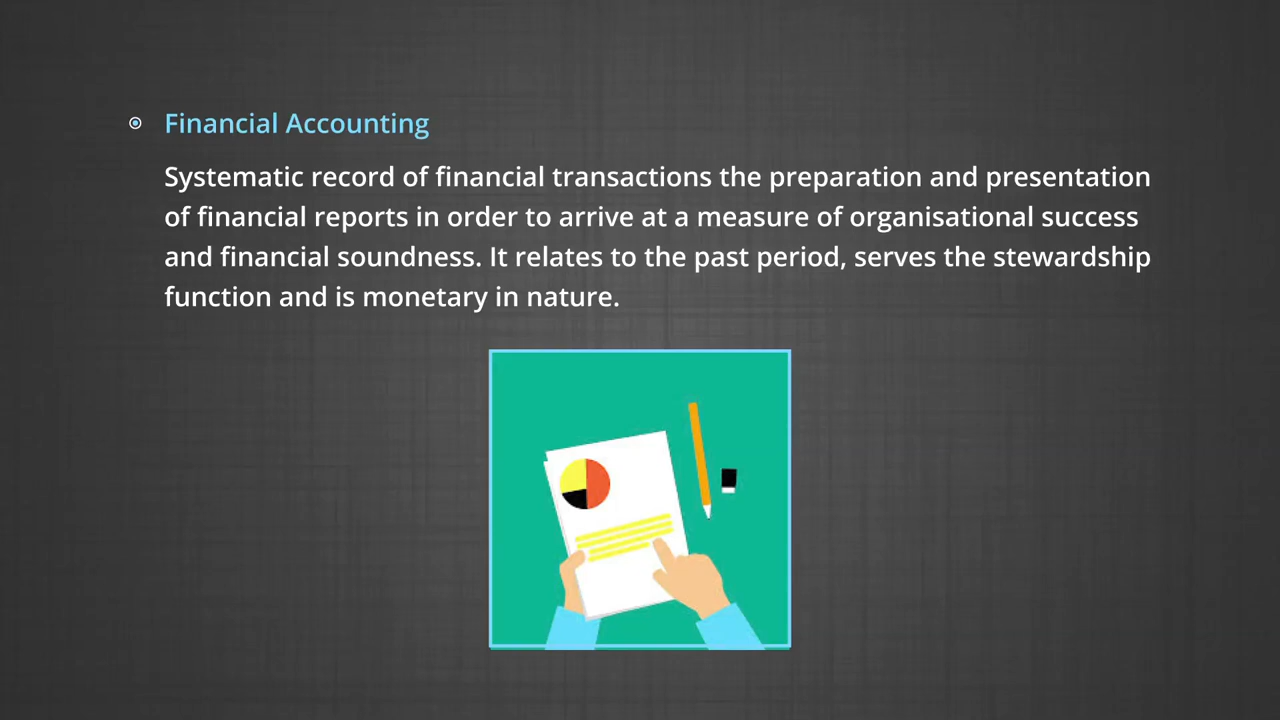 Financial Accounting
Systematic record of financial transactions the preparation and presentation
of financial reports in order to arrive at a measure of organisational success
and financial soundness. It relates to the past period, serves the stewardship
function and is monetary in nature.